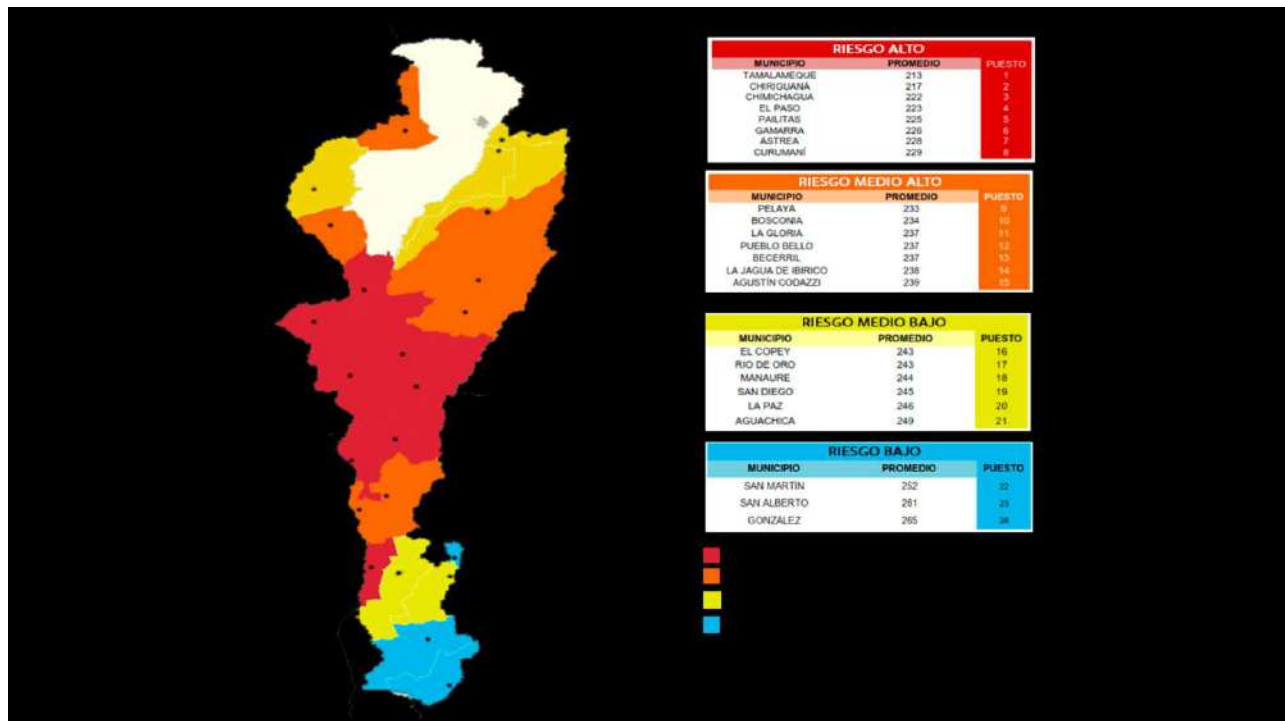 RIESGO ALTO
MUNICIPIO PROMEDIO PUESTO
TAMALAMEQUE 213 1
CHIRIGUANÁ 217 2
CHIMICHAGUA 222 3
EL PASO 223 4
PAILITAS 225 5
GAMARRA 226 6
ASTREA 228 7
CURUMANÍ 229 8
RIESGO MEDIO ALTO
MUNICIPIO PROMEDIO PUESTO
PELAYA 233 9
BOSCONIA 234 10
LA GLORIA 237 11
PUEBLO BELLO 237 12
BECERRIL 237 13
LA JAGUA DE IBIRICO 238 14
AGUSTÍN CODAZZI 239 15
RIESGO MEDIO BAJO
MUNICIPIO PROMEDIO PUESTO
EL COPEY 243 16
RIO DE ORO 243 17
MANAURE 244 18
SAN DIEGO 245 19
LA PAZ 246 20
AGUACHICA 249 21
RIESGO BAJO
MUNICIPIO PROMEDIO PUESTO
SAN MARTÍN 252 22
SAN ALBERTO 261 23
GONZÁLEZ 265 24